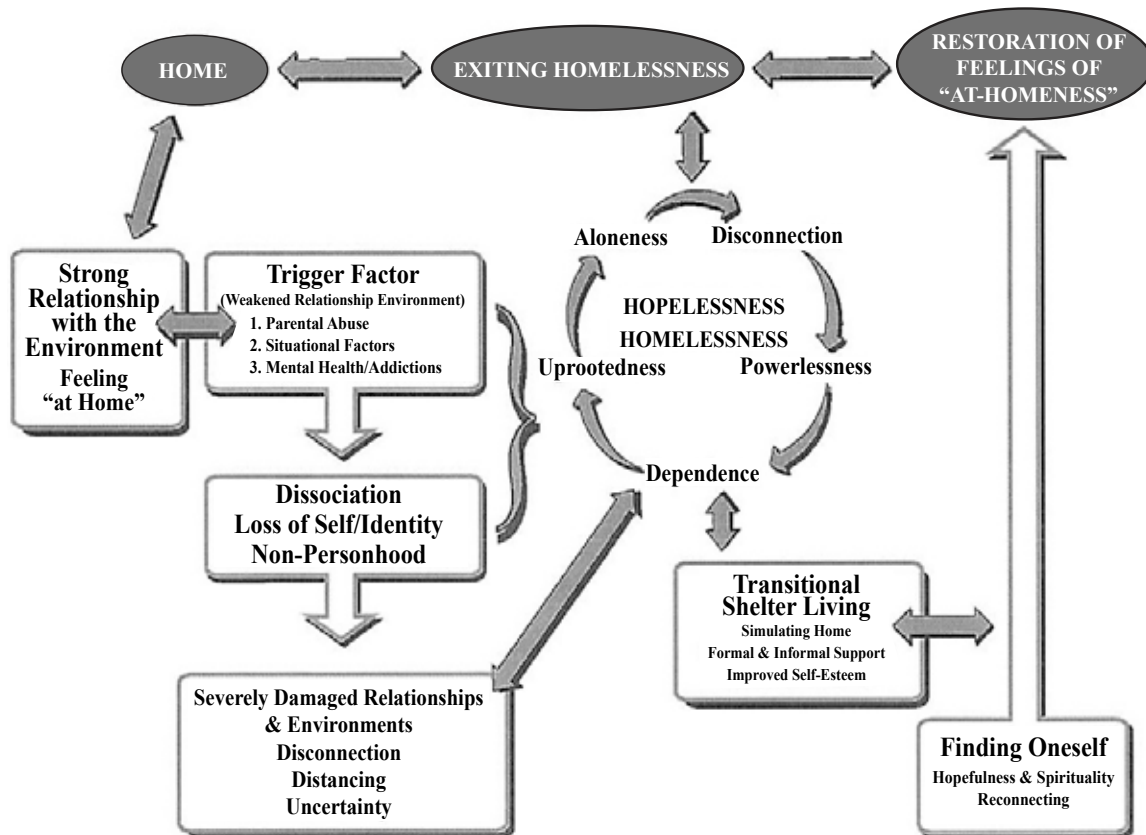 HOME
EXITING HOMELESSNESS
RESTORATION OF
FEELINGS OF
“AT-HOMENESS”
Strong
Relationship
with the
Environment
Feeling
“at Home”
Trigger Factor
(Weakened Relationship Environment)
1. Parental Abuse
2. Situational Factors
3. Mental Health/Addictions
Dissociation
Loss of Self/Identity
Non-Personhood
Severely Damaged Relationships
& Environments
Disconnection
Distancing
Uncertainty
Aloneness
Disconnection
HOPELESSNESS
HOMELESSNESS
Uprootedness
Powerlessness
Dependence
Transitional
Shelter Living
Simulating Home
Formal & Informal Support
Improved Self-Esteem
Finding Oneself
Hopefulness & Spirituality
Reconnecting